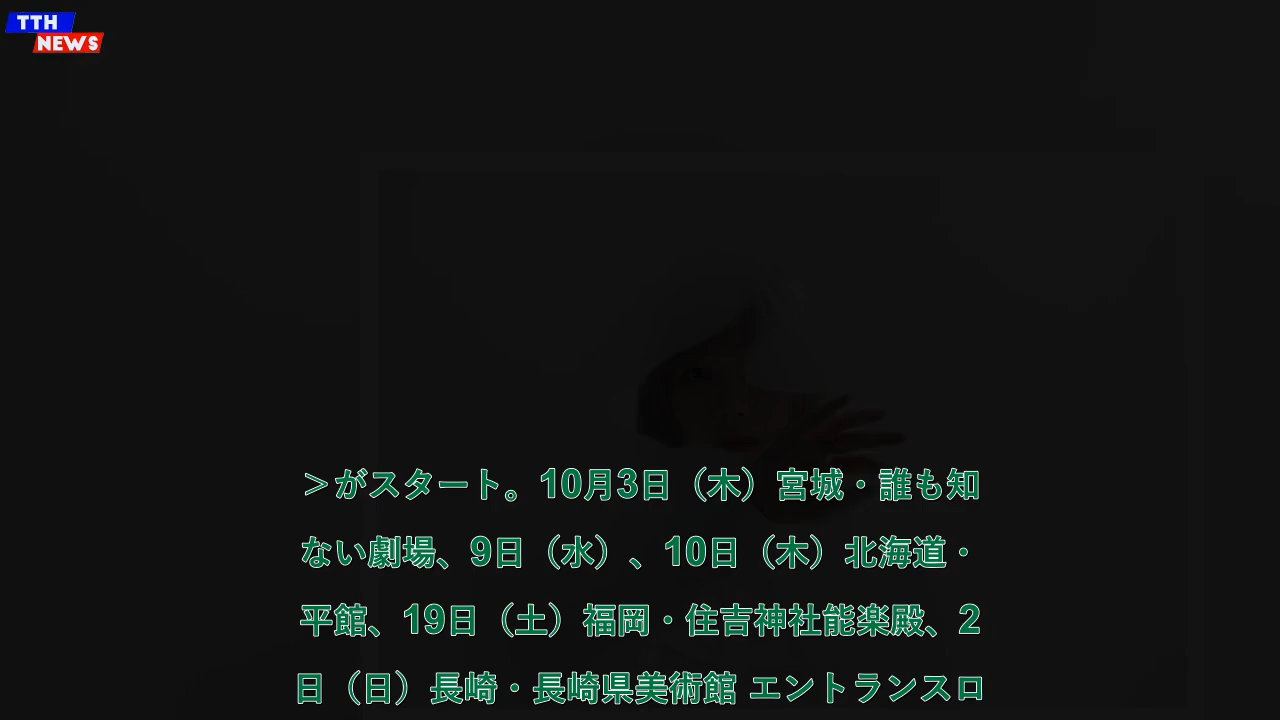 TTH
NEWS
＞がスタート。10月3日（木）宮城・誰も知
ない劇場、9日（水）、10日（木）北海道・
平館、19日（土）福岡・住吉神社能楽殿、2
日（日）長崎・長崎県美術館 エントランスロ